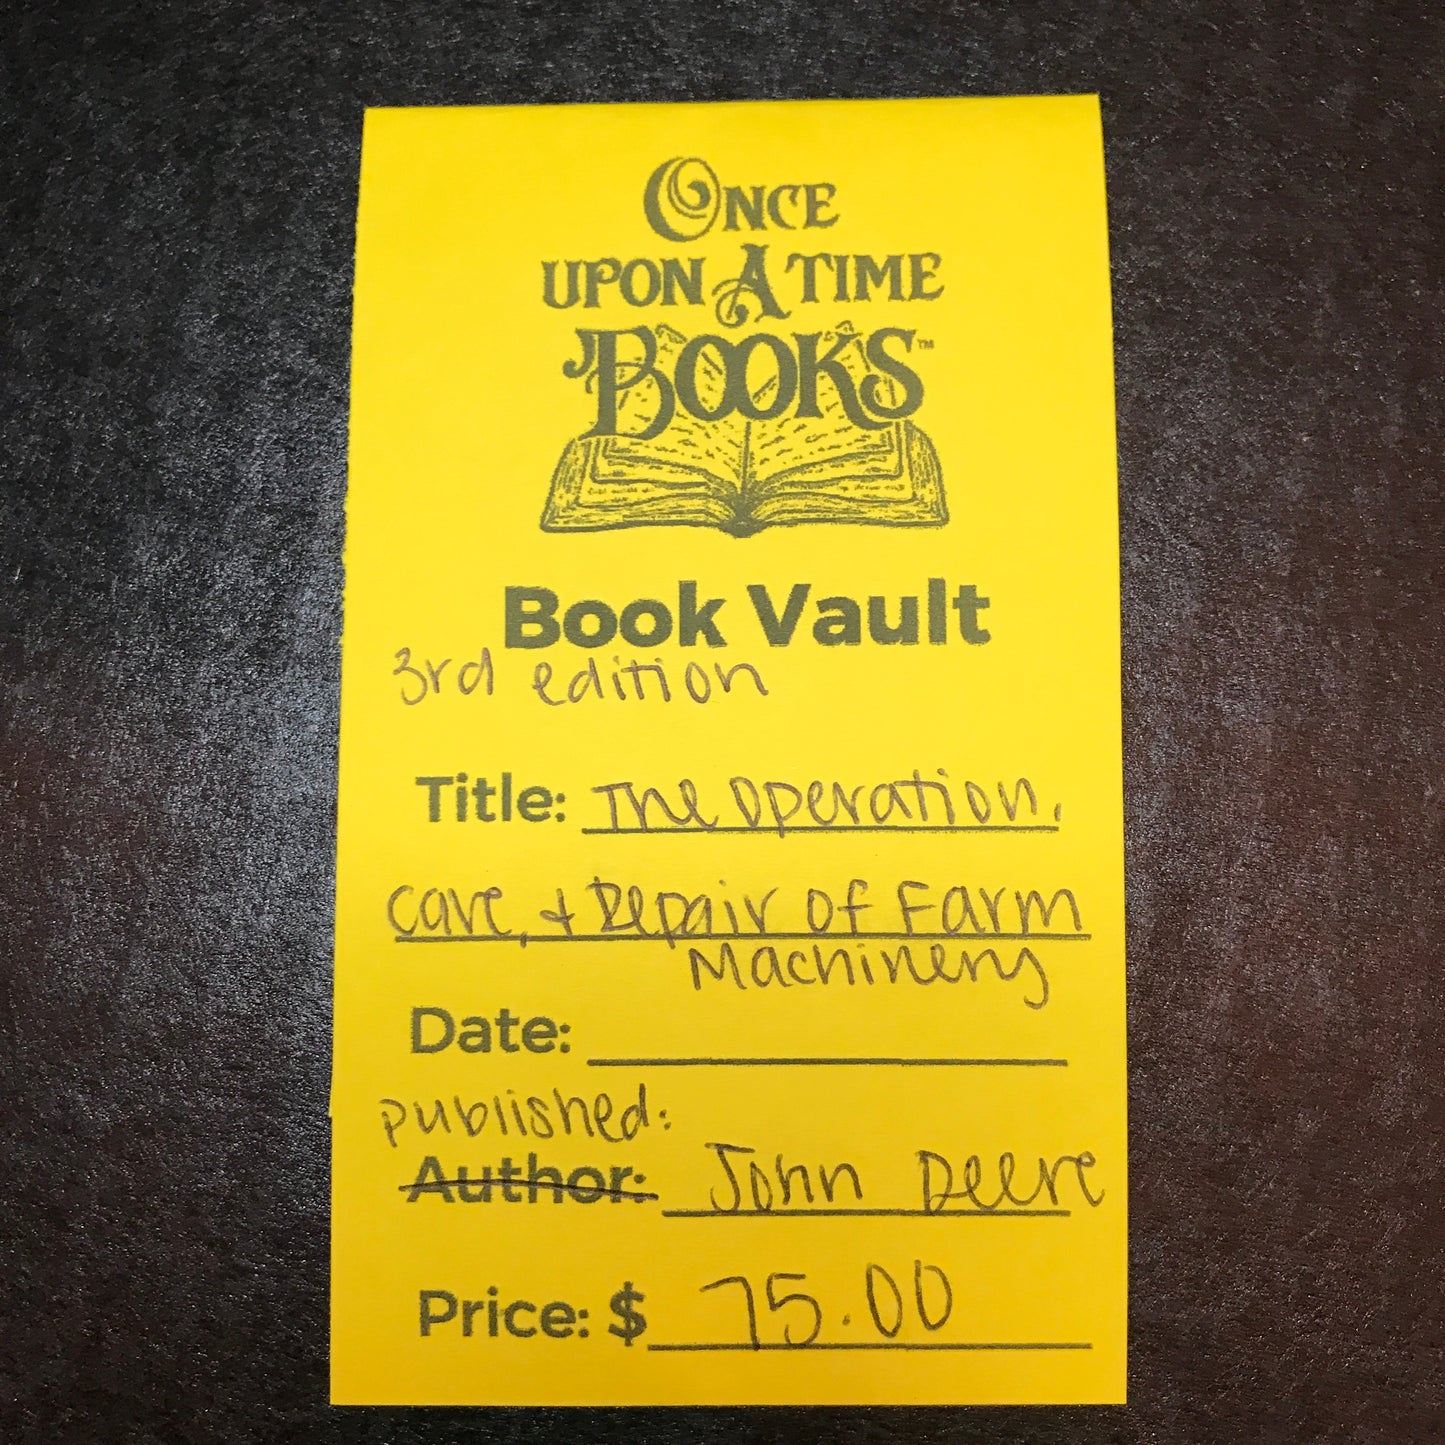 ONCE
UPON A TIME
BOOKS™
Book Vault
3rd edition
Title: The Operation,
Care, & Repair of Farm
Machinery
Date:
published:
Author: John Deere
Price: $ 75.00